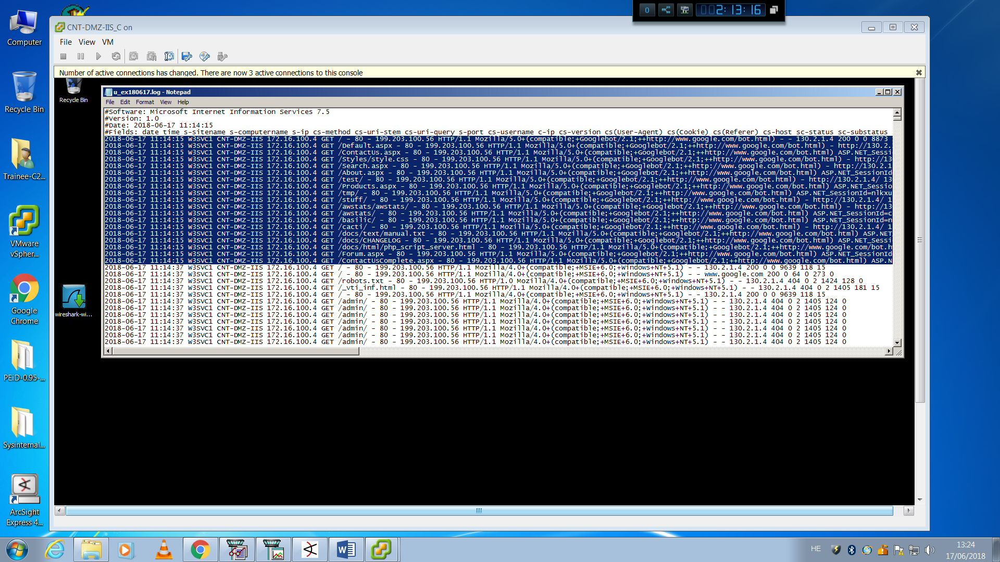 0
2:13:16
CNT-DMZ-IIS_C on
File View VM
Number of active connections has changed. There are now 3 active connections to this console
Computer
Recycle Bin
Trainee-C2...
VMware
vSpher...
Google
Chrome
PEiD-0.95-...
Sysinternal...
ArcSight
Express 4...
Recycle Bin
wireshark-wi...
u_ex180617.log - Notepad
File Edit Format View Help
#Software: Microsoft Internet Information Services 7.5
#Version: 1.0
#Date: 2018-06-17 11:14:15
#Fields: date time s-sitename s-computername s-ip cs-method cs-uri-stem cs-uri-query s-port cs-username c-ip cs-version cs(User-Agent) cs(Cookie) cs(Referer) cs-host sc-status sc-substatus
2018-06-17 11:14:15 W3SVC1 CNT-DMZ-IIS 172.16.100.4 GET / - 80 - 199.203.100.56 HTTP/1.1 Mozilla/5.0+(compatible;+Googlebot/2.1;++http://www.google.com/bot.html) - - 130.2.1.4 200 0 0 8873
2018-06-17 11:14:15 W3SVC1 CNT-DMZ-IIS 172.16.100.4 GET /Default.aspx - 80 - 199.203.100.56 HTTP/1.1 Mozilla/5.0+(compatible;+Googlebot/2.1;++http://www.google.com/bot.html) - http://130.2
2018-06-17 11:14:15 W3SVC1 CNT-DMZ-IIS 172.16.100.4 GET /ContactUs.aspx - 80 - 199.203.100.56 HTTP/1.1 Mozilla/5.0+(compatible;+Googlebot/2.1;++http://www.google.com/bot.html) ASP.NET_Sessi
2018-06-17 11:14:15 W3SVC1 CNT-DMZ-IIS 172.16.100.4 GET /Styles/style.css - 80 - 199.203.100.56 HTTP/1.1 Mozilla/5.0+(compatible;+Googlebot/2.1;++http://www.google.com/bot.html) - http://13
2018-06-17 11:14:15 W3SVC1 CNT-DMZ-IIS 172.16.100.4 GET /Search.aspx - 80 - 199.203.100.56 HTTP/1.1 Mozilla/5.0+(compatible;+Googlebot/2.1;++http://www.google.com/bot.html) - http://130.2.1
2018-06-17 11:14:15 W3SVC1 CNT-DMZ-IIS 172.16.100.4 GET /About.aspx - 80 - 199.203.100.56 HTTP/1.1 Mozilla/5.0+(compatible;+Googlebot/2.1;++http://www.google.com/bot.html) ASP.NET_SessionId
2018-06-17 11:14:15 W3SVC1 CNT-DMZ-IIS 172.16.100.4 GET /test/ - 80 - 199.203.100.56 HTTP/1.1 Mozilla/5.0+(compatible;+Googlebot/2.1;++http://www.google.com/bot.html) - http://130.2.1.4/ 13
2018-06-17 11:14:15 W3SVC1 CNT-DMZ-IIS 172.16.100.4 GET /Products.aspx - 80 - 199.203.100.56 HTTP/1.1 Mozilla/5.0+(compatible;+Googlebot/2.1;++http://www.google.com/bot.html) ASP.NET_Sessio
2018-06-17 11:14:15 W3SVC1 CNT-DMZ-IIS 172.16.100.4 GET /tmp/ - 80 - 199.203.100.56 HTTP/1.1 Mozilla/5.0+(compatible;+Googlebot/2.1;++http://www.google.com/bot.html) ASP.NET_SessionId=nlkxu
2018-06-17 11:14:15 W3SVC1 CNT-DMZ-IIS 172.16.100.4 GET /stuff/ - 80 - 199.203.100.56 HTTP/1.1 Mozilla/5.0+(compatible;+Googlebot/2.1;++http://www.google.com/bot.html) - http://130.2.1.4/ 1
2018-06-17 11:14:15 W3SVC1 CNT-DMZ-IIS 172.16.100.4 GET /awstats/awstats/ - 80 - 199.203.100.56 HTTP/1.1 Mozilla/5.0+(compatible;+Googlebot/2.1;++http://www.google.com/bot.html) - http://13
2018-06-17 11:14:15 W3SVC1 CNT-DMZ-IIS 172.16.100.4 GET /awstats/ - 80 - 199.203.100.56 HTTP/1.1 Mozilla/5.0+(compatible;+Googlebot/2.1;++http://www.google.com/bot.html) ASP.NET_SessionId=c
2018-06-17 11:14:15 W3SVC1 CNT-DMZ-IIS 172.16.100.4 GET /basilic/ - 80 - 199.203.100.56 HTTP/1.1 Mozilla/5.0+(compatible;+Googlebot/2.1;++http://www.google.com/bot.html) ASP.NET_SessionId=n
2018-06-17 11:14:15 W3SVC1 CNT-DMZ-IIS 172.16.100.4 GET /cacti/ - 80 - 199.203.100.56 HTTP/1.1 Mozilla/5.0+(compatible;+Googlebot/2.1;++http://www.google.com/bot.html) - http://130.2.1.4/ 1
2018-06-17 11:14:15 W3SVC1 CNT-DMZ-IIS 172.16.100.4 GET /docs/text/manual.txt - 80 - 199.203.100.56 HTTP/1.1 Mozilla/5.0+(compatible;+Googlebot/2.1;++http://www.google.com/bot.html) ASP.NET
2018-06-17 11:14:15 W3SVC1 CNT-DMZ-IIS 172.16.100.4 GET /docs/CHANGELOG - 80 - 199.203.100.56 HTTP/1.1 Mozilla/5.0+(compatible;+Googlebot/2.1;++http://www.google.com/bot.html) ASP.NET_Sessi
2018-06-17 11:14:15 W3SVC1 CNT-DMZ-IIS 172.16.100.4 GET /docs/html/php_script_server.html - 80 - 199.203.100.56 HTTP/1.1 Mozilla/5.0+(compatible;+Googlebot/2.1;++http://www.google.com/bot.h
2018-06-17 11:14:15 W3SVC1 CNT-DMZ-IIS 172.16.100.4 GET /Forum.aspx - 80 - 199.203.100.56 HTTP/1.1 Mozilla/5.0+(compatible;+Googlebot/2.1;++http://www.google.com/bot.html) ASP.NET_SessionId
2018-06-17 11:14:15 W3SVC1 CNT-DMZ-IIS 172.16.100.4 GET /ContactUsComplete.aspx - 80 - 199.203.100.56 HTTP/1.1 Mozilla/5.0+(compatible;+Googlebot/2.1;++http://www.google.com/bot.html) ASP.N
2018-06-17 11:14:37 W3SVC1 CNT-DMZ-IIS 172.16.100.4 GET / - 80 - 199.203.100.56 HTTP/1.1 Mozilla/4.0+(compatible;+MSIE+6.0;+Windows+NT+5.1) - - 130.2.1.4 200 0 0 9639 118 15
2018-06-17 11:14:37 W3SVC1 CNT-DMZ-IIS 172.16.100.4 GET / - 80 - 199.203.100.56 HTTP/1.1 Mozilla/4.0+(compatible;+MSIE+6.0;+Windows+NT+5.1) - - www.google.com 200 0 64 0 273 0
2018-06-17 11:14:37 W3SVC1 CNT-DMZ-IIS 172.16.100.4 GET /robots.txt - 80 - 199.203.100.56 HTTP/1.0 Mozilla/4.0+(compatible;+MSIE+6.0;+Windows+NT+5.1) - - 130.2.1.4 404 0 2 1424 128 0
2018-06-17 11:14:37 W3SVC1 CNT-DMZ-IIS 172.16.100.4 GET /_vti_inf.html - 80 - 199.203.100.56 HTTP/1.1 Mozilla/4.0+(compatible;+MSIE+6.0;+Windows+NT+5.1) - - 130.2.1.4 404 0 2 1405 181 15
2018-06-17 11:14:37 W3SVC1 CNT-DMZ-IIS 172.16.100.4 GET / - 80 - 199.203.100.56 HTTP/1.1 Mozilla/4.0+(compatible;+MSIE+6.0;+Windows+NT+5.1) - - 130.2.1.4 200 0 0 9639 118 15
2018-06-17 11:14:37 W3SVC1 CNT-DMZ-IIS 172.16.100.4 GET /admin/ - 80 - 199.203.100.56 HTTP/1.1 Mozilla/4.0+(compatible;+MSIE+6.0;+Windows+NT+5.1) - - 130.2.1.4 404 0 2 1405 124 0
2018-06-17 11:14:37 W3SVC1 CNT-DMZ-IIS 172.16.100.4 GET /admin/ - 80 - 199.203.100.56 HTTP/1.1 Mozilla/4.0+(compatible;+MSIE+6.0;+Windows+NT+5.1) - - 130.2.1.4 404 0 2 1405 124 0
2018-06-17 11:14:37 W3SVC1 CNT-DMZ-IIS 172.16.100.4 GET /admin/ - 80 - 199.203.100.56 HTTP/1.1 Mozilla/4.0+(compatible;+MSIE+6.0;+Windows+NT+5.1) - - 130.2.1.4 404 0 2 1405 124 0
2018-06-17 11:14:37 W3SVC1 CNT-DMZ-IIS 172.16.100.4 GET /admin/ - 80 - 199.203.100.56 HTTP/1.1 Mozilla/4.0+(compatible;+MSIE+6.0;+Windows+NT+5.1) - - 130.2.1.4 404 0 2 1405 124 0
2018-06-17 11:14:37 W3SVC1 CNT-DMZ-IIS 172.16.100.4 GET /admin/ - 80 - 199.203.100.56 HTTP/1.1 Mozilla/4.0+(compatible;+MSIE+6.0;+Windows+NT+5.1) - - 130.2.1.4 404 0 2 1405 124 0
2018-06-17 11:14:37 W3SVC1 CNT-DMZ-IIS 172.16.100.4 GET /admin/ - 80 - 199.203.100.56 HTTP/1.1 Mozilla/4.0+(compatible;+MSIE+6.0;+Windows+NT+5.1) - - 130.2.1.4 404 0 2 1405 124 0
2018-06-17 11:14:37 W3SVC1 CNT-DMZ-IIS 172.16.100.4 GET /admin/ - 80 - 199.203.100.56 HTTP/1.1 Mozilla/4.0+(compatible;+MSIE+6.0;+Windows+NT+5.1) - - 130.2.1.4 404 0 2 1405 124 0
HE
13:24
17/06/2018